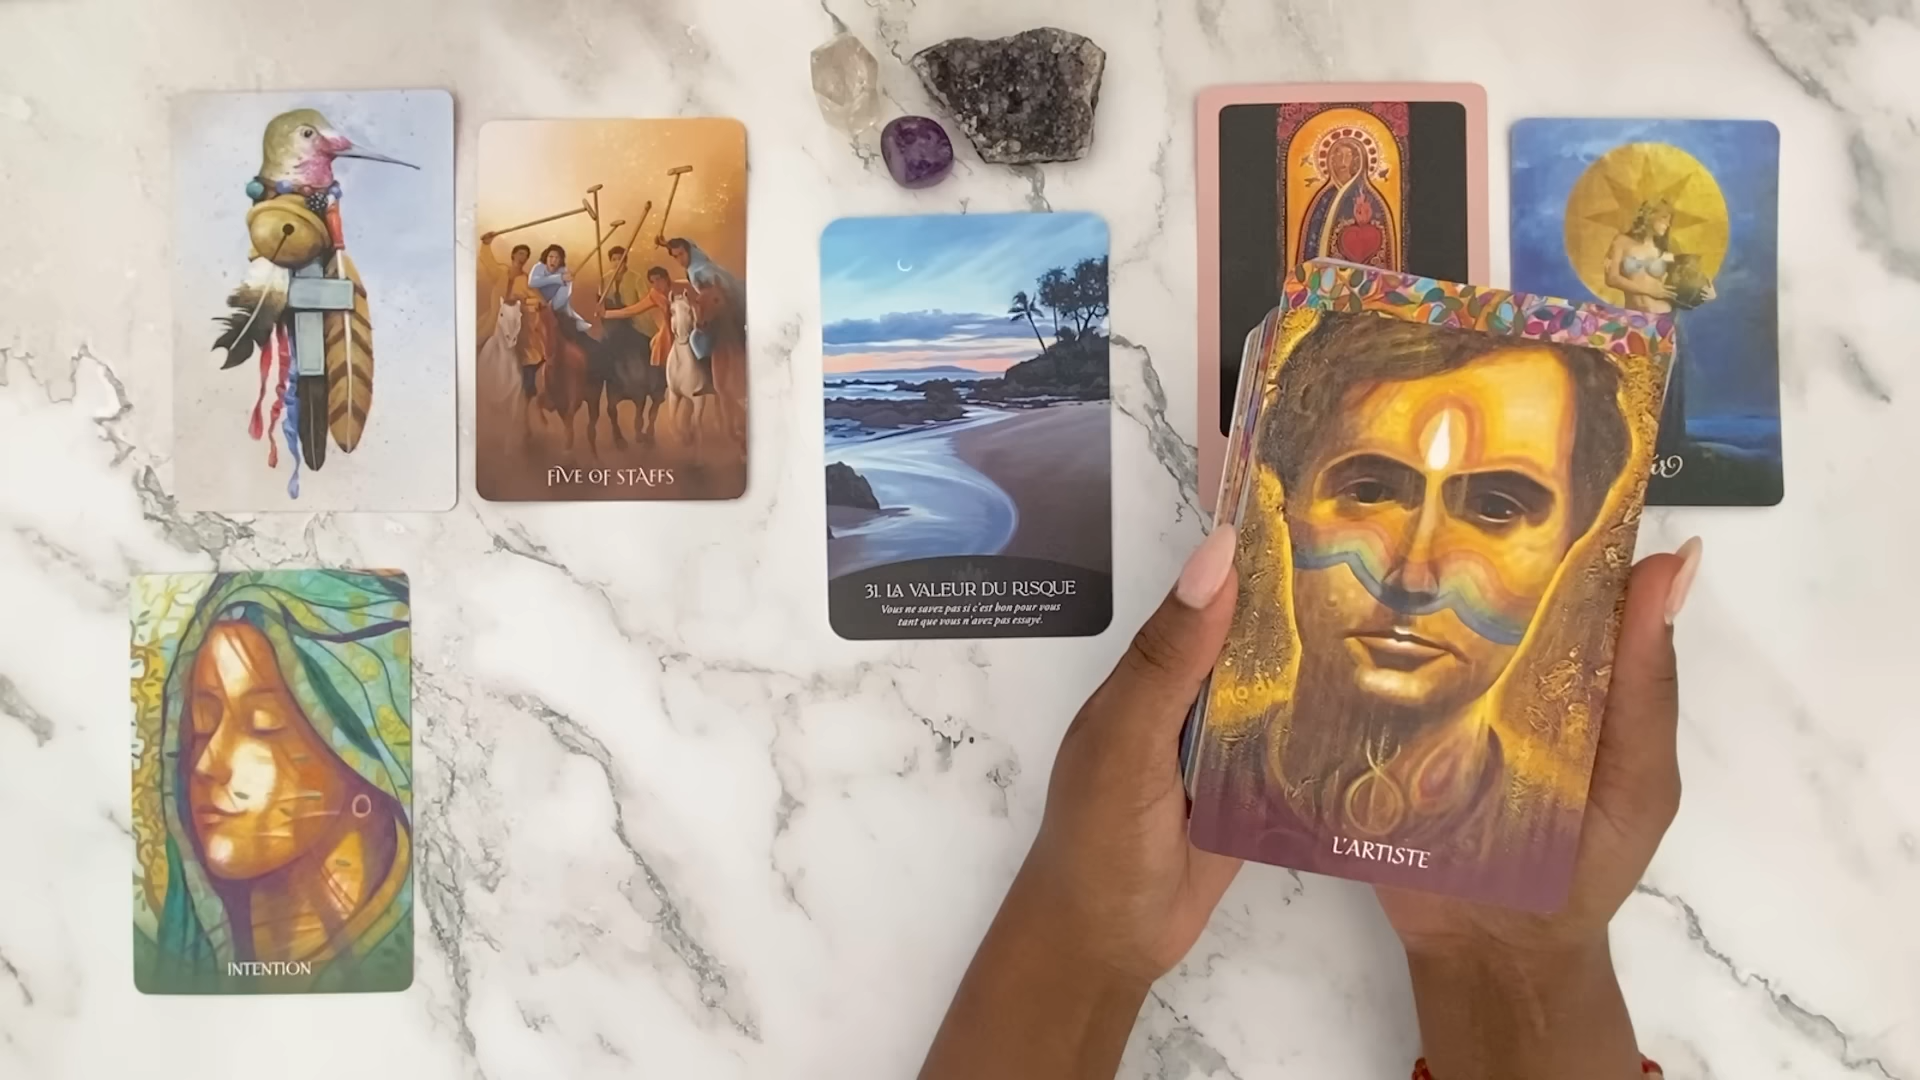 FIVE OF STAFFS
31. LA VALEUR DU RISQUE
Vous ne savez pas si c'est bon pour vous
tant que vous n'avez pas essayé.
INTENTION
L'ARTISTE